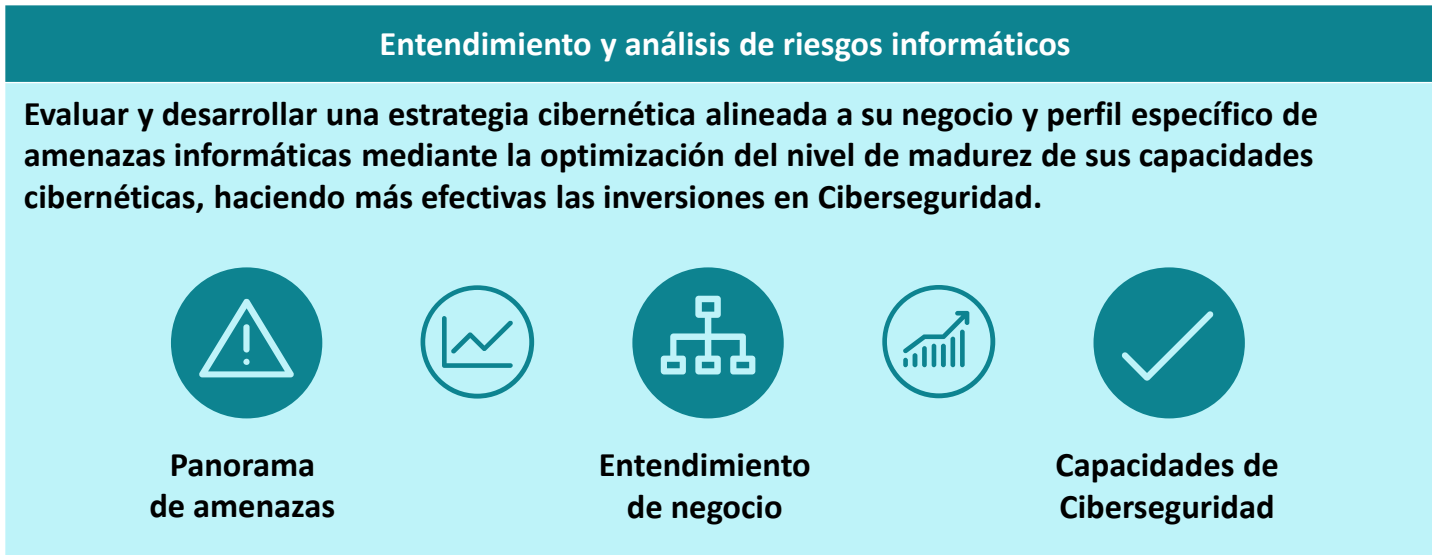 Entendimiento y análisis de riesgos informáticos
Evaluar y desarrollar una estrategia cibernética alineada a su negocio y perfil específico de
amenazas informáticas mediante la optimización del nivel de madurez de sus capacidades
cibernéticas, haciendo más efectivas las inversiones en Ciberseguridad.
Panorama
de amenazas
Entendimiento
de negocio
Capacidades de
Ciberseguridad